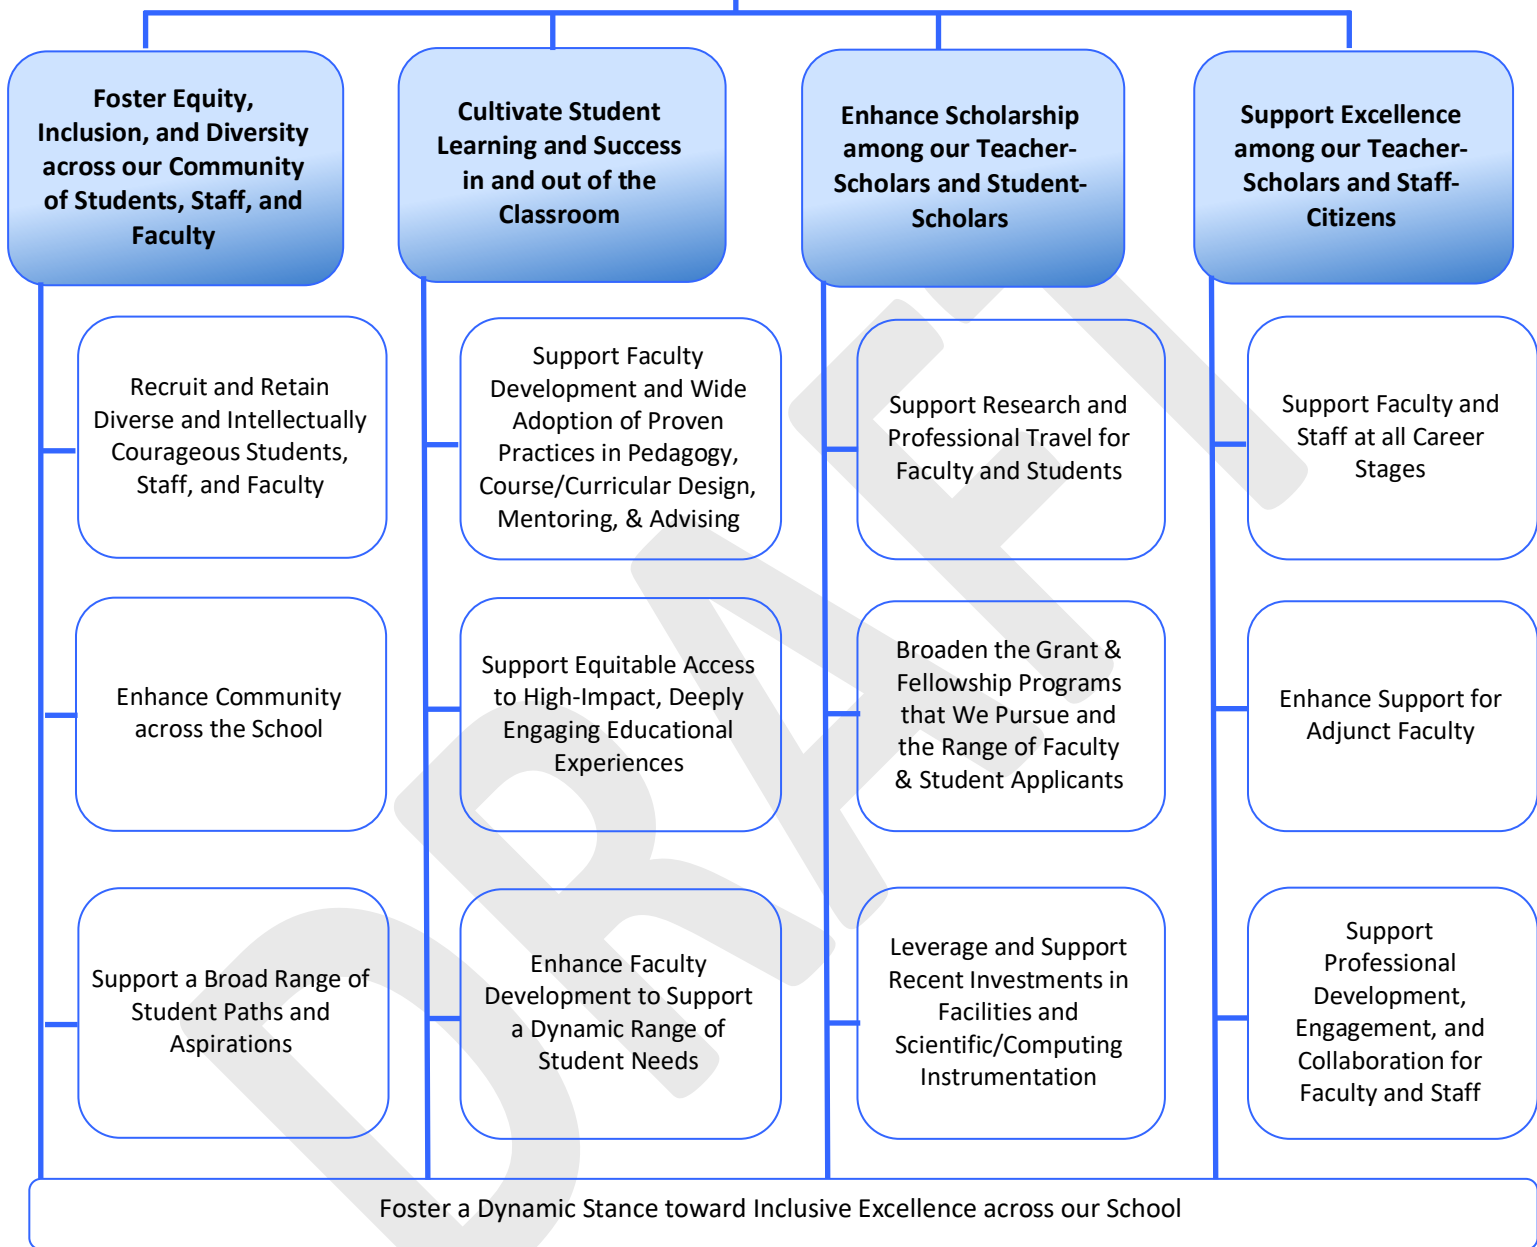 Foster Equity,
Inclusion, and Diversity
across our Community
of Students, Staff, and
Faculty
Cultivate Student
Learning and Success
in and out of the
Classroom
Enhance Scholarship
among our Teacher-
Scholars and Student-
Scholars
Support Excellence
among our Teacher-
Scholars and Staff-
Citizens
Recruit and Retain
Diverse and Intellectually
Courageous Students,
Staff, and Faculty
Support Faculty
Development and Wide
Adoption of Proven
Practices in Pedagogy,
Course/Curricular Design,
Mentoring, & Advising
Support Research and
Professional Travel for
Faculty and Students
Support Faculty and
Staff at all Career
Stages
Enhance Community
across the School
Support Equitable Access
to High-Impact, Deeply
Engaging Educational
Experiences
Broaden the Grant &
Fellowship Programs
that We Pursue and
the Range of Faculty
& Student Applicants
Enhance Support for
Adjunct Faculty
Support a Broad Range of
Student Paths and
Aspirations
Enhance Faculty
Development to Support
a Dynamic Range of
Student Needs
Leverage and Support
Recent Investments in
Facilities and
Scientific/Computing
Instrumentation
Support
Professional
Development,
Engagement, and
Collaboration for
Faculty and Staff
Foster a Dynamic Stance toward Inclusive Excellence across our School
DRAFT